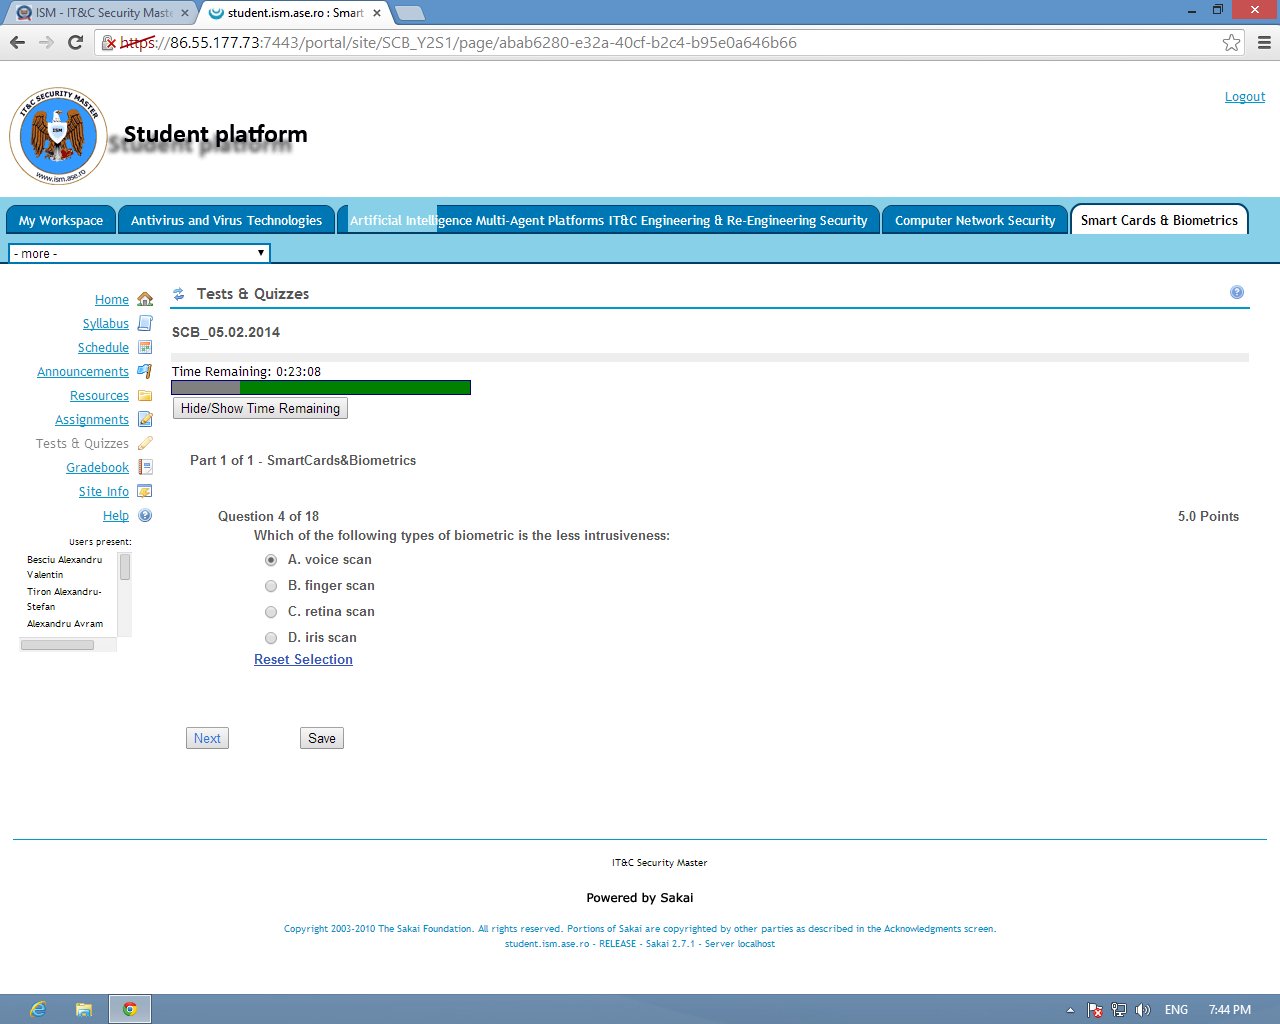 ISM - IT&C Security Maste
student.ism.ase.ro : Smart
https://86.55.177.73:7443/portal/site/SCB_Y2S1/page/abab6280-e32a-40cf-b2c4-b95e0a646b66
Logout
IT&C SECURITY MASTER
ISM
www.ism.ase.ro
Student platform
My Workspace
Antivirus and Virus Technologies
Artificial Intelligence Multi-Agent Platforms IT&C Engineering & Re-Engineering Security
Computer Network Security
Smart Cards & Biometrics
- more -
Home
Syllabus
Schedule
Announcements
Resources
Assignments
Tests & Quizzes
Gradebook
Site Info
Help
Users present:
Besciu Alexandru
Valentin
Tiron Alexandru-
Stefan
Alexandru Avram
Tests & Quizzes
SCB_05.02.2014
Time Remaining: 0:23:08
Hide/Show Time Remaining
Part 1 of 1 - SmartCards&Biometrics
Question 4 of 18
5.0 Points
Which of the following types of biometric is the less intrusiveness:
A. voice scan
B. finger scan
C. retina scan
D. iris scan
Reset Selection
Next
Save
IT&C Security Master
Powered by Sakai
Copyright 2003-2010 The Sakai Foundation. All rights reserved. Portions of Sakai are copyrighted by other parties as described in the Acknowledgments screen.
student.ism.ase.ro - RELEASE - Sakai 2.7.1 - Server localhost
ENG
7:44 PM